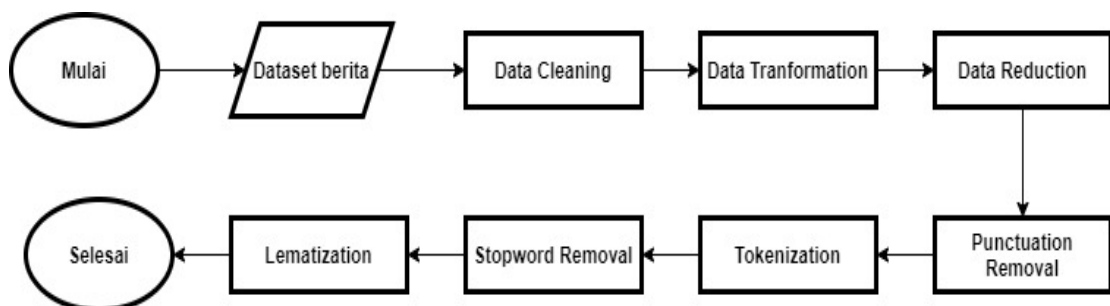 Mulai
Dataset berita
Data Cleaning
Data Tranformation
Data Reduction
Punctuation
Removal
Tokenization
Stopword Removal
Lematization
Selesai